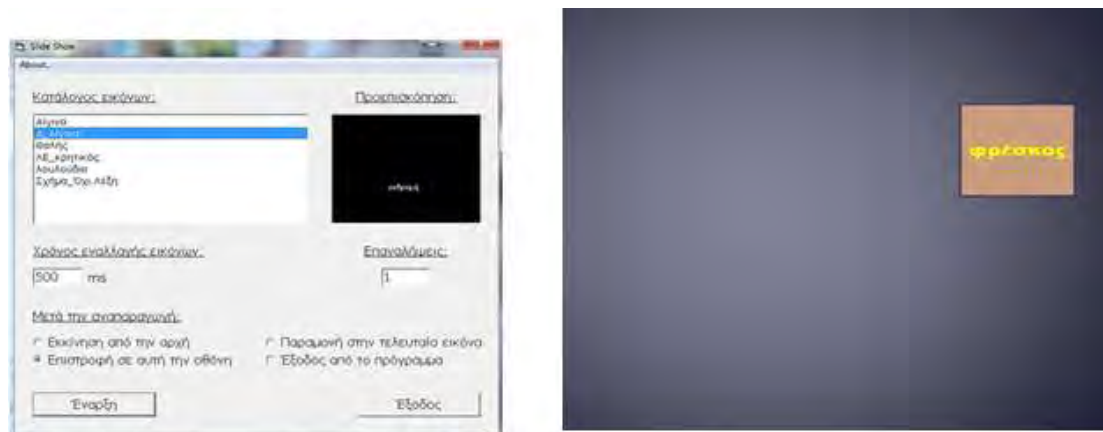 Slide Show
About..
Κατάλογος εικόνων:
Αίγινα
Θαλής
ΛΕ_κρητικός
Λουλούδια
Σχήμα_Όχι Λέξη
Προεπισκόπηση:
Χρόνος εναλλαγής εικόνων:
500 ms
Επαναλήψεις:
1
Μετά την αναπαραγωγή:
Εκκίνηση από την αρχή
Επιστροφή σε αυτή την οθόνη
Παραμονή στην τελευταία εικόνα
Έξοδος από το πρόγραμμα
Έναρξη
Έξοδος
φρέσκος